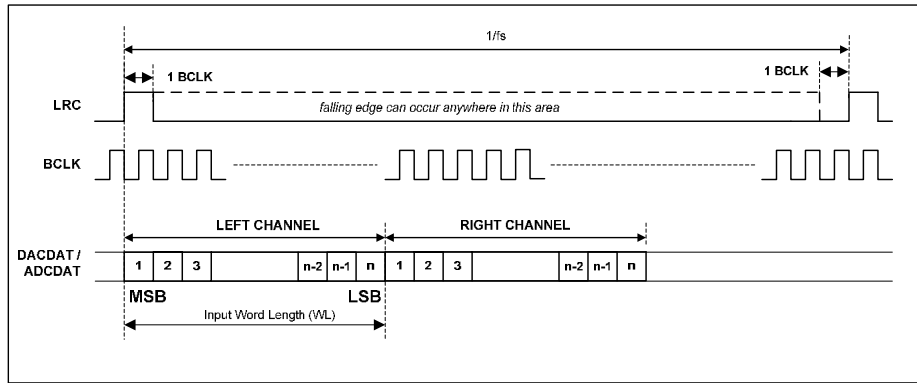 1/fs
1 BCLK
1 BCLK
LRC
falling edge can occur anywhere in this area
BCLK
LEFT CHANNEL
RIGHT CHANNEL
DACDAT /
ADCDAT
1 2 3 n-2 n-1 n 1 2 3 n-2 n-1 n
MSB LSB
Input Word Length (WL)